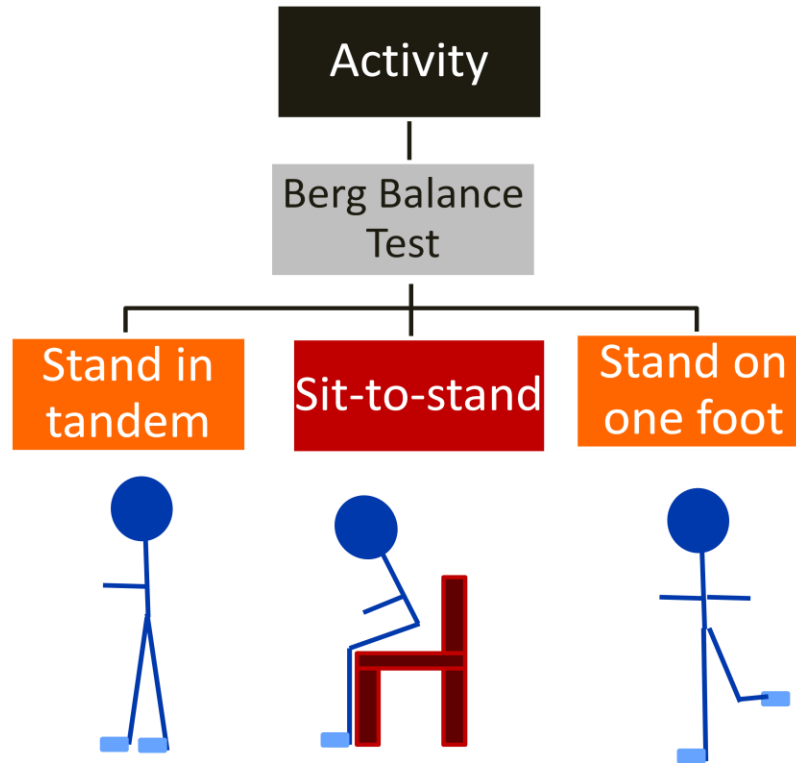 Activity
Berg Balance
Test
Stand in
tandem
Sit-to-stand
Stand on
one foot